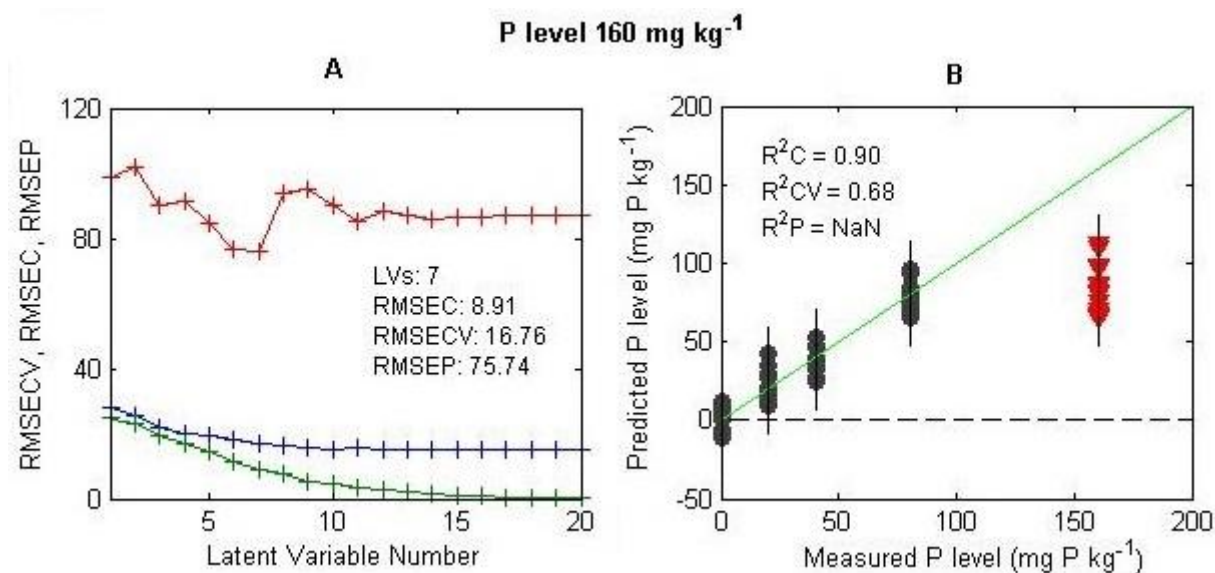 P level 160 mg kg⁻¹
A
120
80
40
0
5
10
15
20
RMSECV, RMSEC, RMSEP
LVs: 7
RMSEC: 8.91
RMSECV: 16.76
RMSEP: 75.74
Latent Variable Number
B
200
150
100
50
0
-50
0
50
100
150
200
Predicted P level (mg P kg⁻¹)
R²C = 0.90
R²CV = 0.68
R²P = NaN
Measured P level (mg P kg⁻¹)